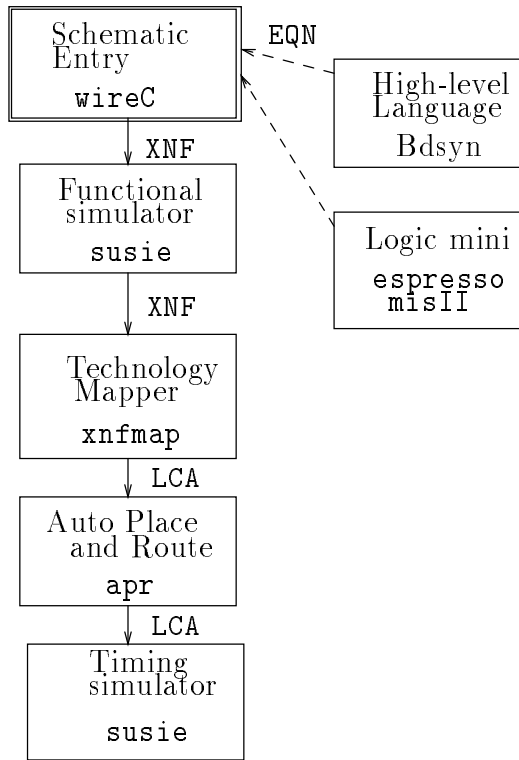 Schematic
Entry
wireC
EQN
High-level
Language
Bdsyn
XNF
Functional
simulator
susie
Logic mini
espresso
misII
XNF
Technology
Mapper
xnfmap
LCA
Auto Place
and Route
apr
LCA
Timing
simulator
susie